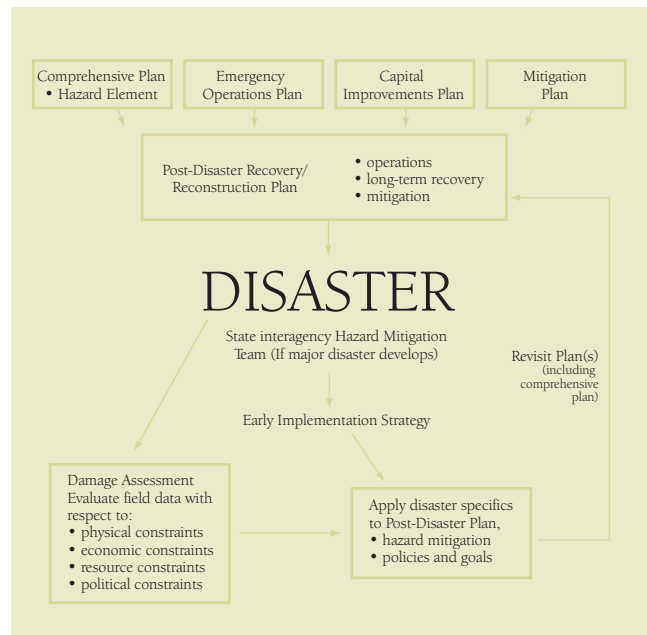 Comprehensive Plan
• Hazard Element
Emergency
Operations Plan
Capital
Improvements Plan
Mitigation
Plan
Post-Disaster Recovery/
Reconstruction Plan
• operations
• long-term recovery
• mitigation
DISASTER
State interagency Hazard Mitigation
Team (If major disaster develops)
Revisit Plan(s)
(including
comprehensive
plan)
Early Implementation Strategy
Damage Assessment
Evaluate field data with
respect to:
• physical constraints
• economic constraints
• resource constraints
• political constraints
Apply disaster specifics
to Post-Disaster Plan,
• hazard mitigation
• policies and goals